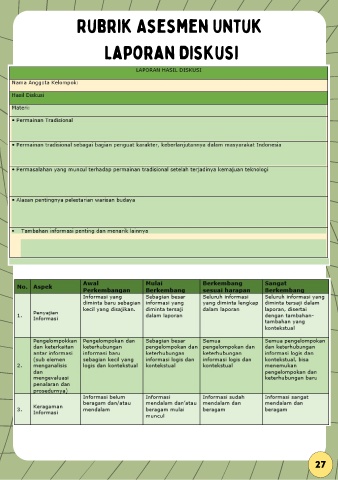 RUBRIK ASESMEN UNTUK
LAPORAN DISKUSI
LAPORAN HASIL DISKUSI
Nama Anggota Kelompok:
Hasil Diskusi
Materi:
• Permainan Tradisional
• Permainan tradisional sebagai bagian penguat karakter, keberlanjutannya dalam masyarakat Indonesia
• Permasalahan yang muncul terhadap permainan tradisional setelah terjadinya kemajuan teknologi
• Alasan pentingnya pelestarian warisan budaya
• Tambahan informasi penting dan menarik lainnya
No. Aspek
Awal
Perkembangan
Mulai
Berkembang
Berkembang
sesuai harapan
Sangat
Berkembang
1.
Penyajian
Informasi
Informasi yang
diminta baru sebagian
kecil yang disajikan.
Sebagian besar
informasi yang
diminta tersaji
dalam laporan
Seluruh informasi
yang diminta lengkap
dalam laporan
Seluruh informasi yang
diminta tersaji dalam
laporan, disertai
dengan tambahan-
tambahan yang
kontekstual
2.
Pengelompokkan
dan keterkaitan
antar informasi
(sub elemen
menganalisis
dan
mengevaluasi
penalaran dan
prosedurnya)
Pengelompokan dan
keterhubungan
informasi baru
sebagian kecil yang
logis dan kontekstual
Sebagian besar
pengelompokan dan
keterhubungan
informasi logis dan
kontekstual
Semua
pengelompokan dan
keterhubungan
informasi logis dan
kontekstual
Semua pengelompokan
dan keterhubungan
informasi logis dan
kontekstual, bisa
menemukan
pengelompokan dan
keterhubungan baru
3.
Keragaman
Informasi
Informasi belum
beragam dan/atau
mendalam
Informasi
mendalam dan/atau
beragam mulai
muncul
Informasi sudah
mendalam dan
beragam
Informasi sangat
mendalam dan
beragam
27